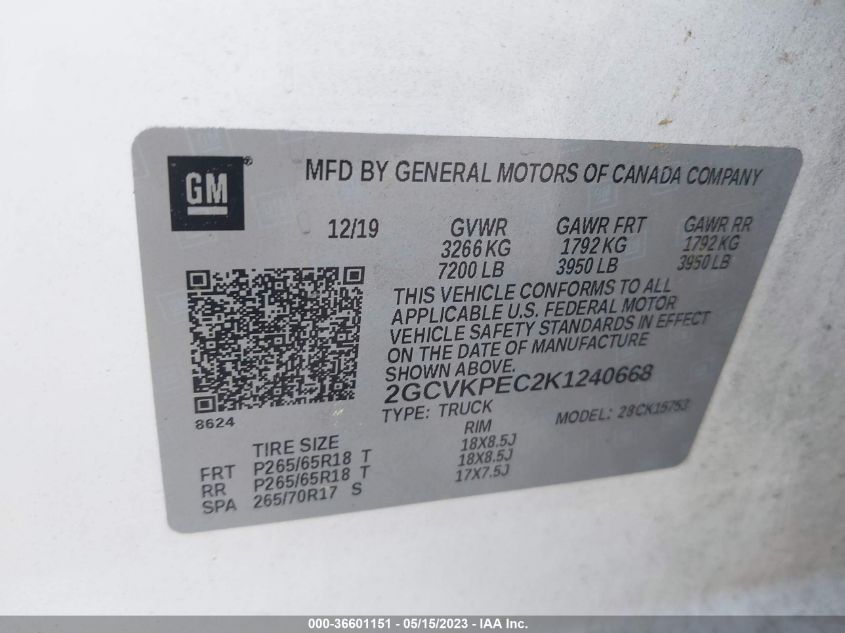 GM ®
MFD BY GENERAL MOTORS OF CANADA COMPANY
12/19 GVWR GAWR FRT GAWR RR
3266 KG 1792 KG 1792 KG
7200 LB 3950 LB 3950 LB
THIS VEHICLE CONFORMS TO ALL
APPLICABLE U.S. FEDERAL MOTOR
VEHICLE SAFETY STANDARDS IN EFFECT
ON THE DATE OF MANUFACTURE
SHOWN ABOVE.
2GCVKPEC2K1240668
TYPE: TRUCK MODEL: 28CK15753
8624
TIRE SIZE RIM
FRT P265/65R18 T 18X8.5J
RR P265/65R18 T 18X8.5J
SPA 265/70R17 S 17X7.5J
000-36601151 - 05/15/2023 - IAA Inc.